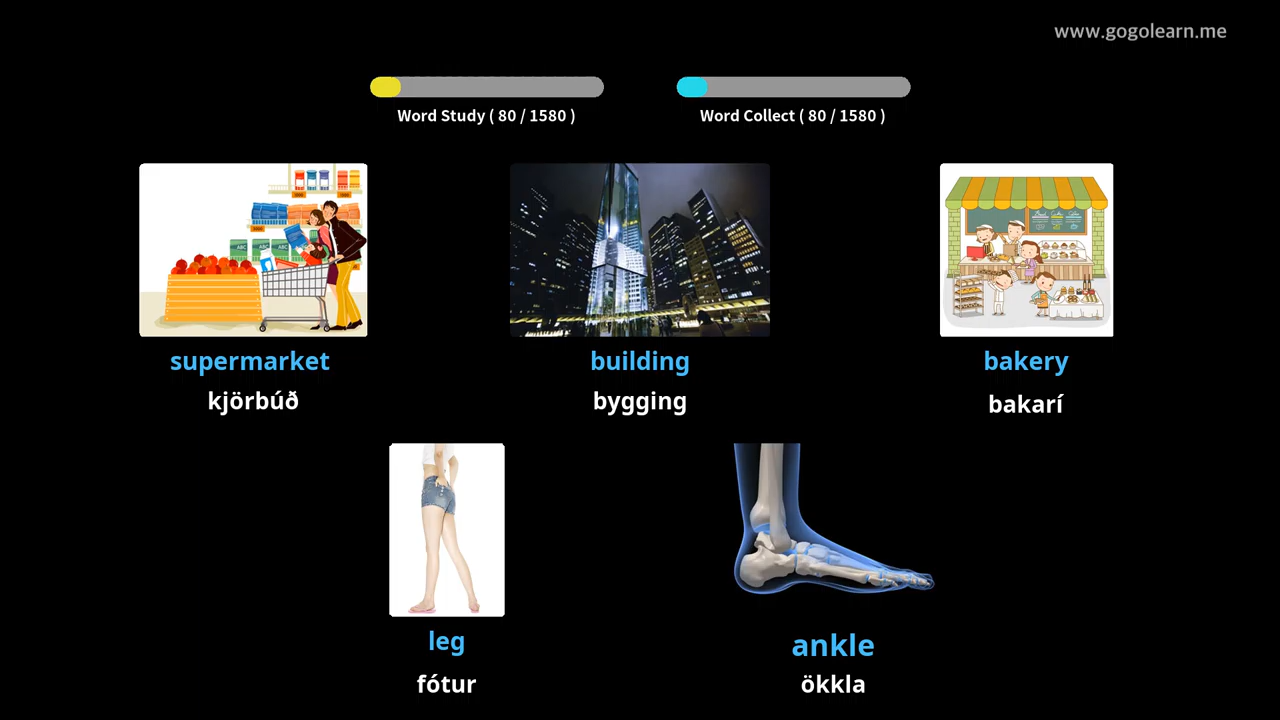 www.gogolearn.me
Word Study ( 80 / 1580 )
Word Collect ( 80 / 1580 )
supermarket
kjörbúð
building
bygging
bakery
bakarí
leg
fótur
ankle
ökkla